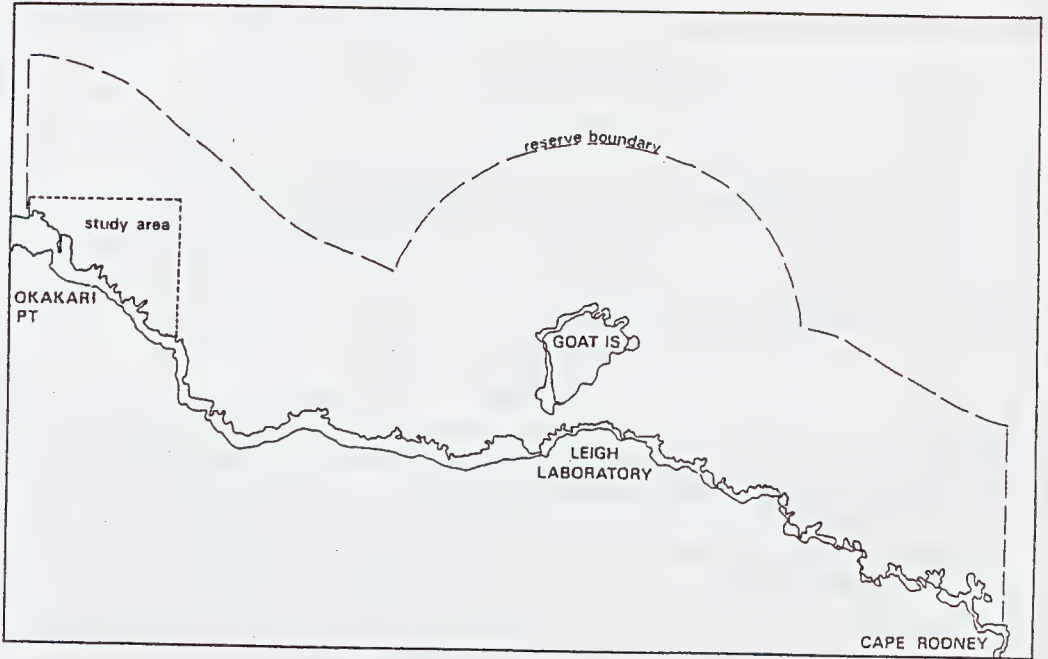 reserve boundary
study area
OKAKARI
PT
GOAT IS
LEIGH
LABORATORY
CAPE RODNEY